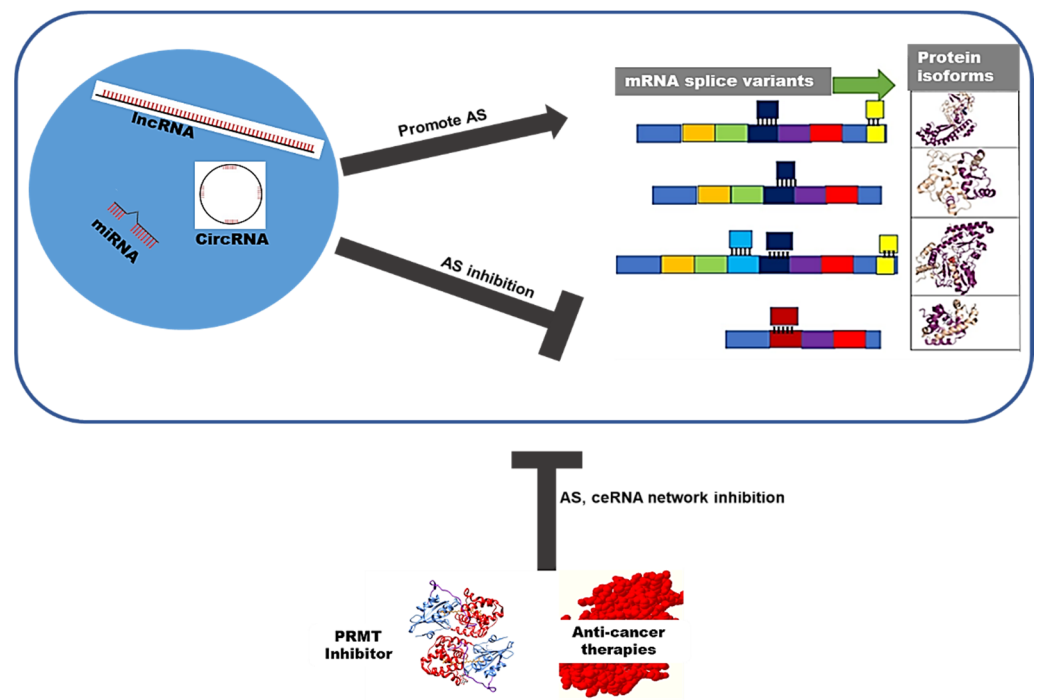 lncRNA
miRNA
CircRNA
Promote AS
AS inhibition
mRNA splice variants
Protein
isoforms
AS, ceRNA network inhibition
PRMT
Inhibitor
Anti-cancer
therapies